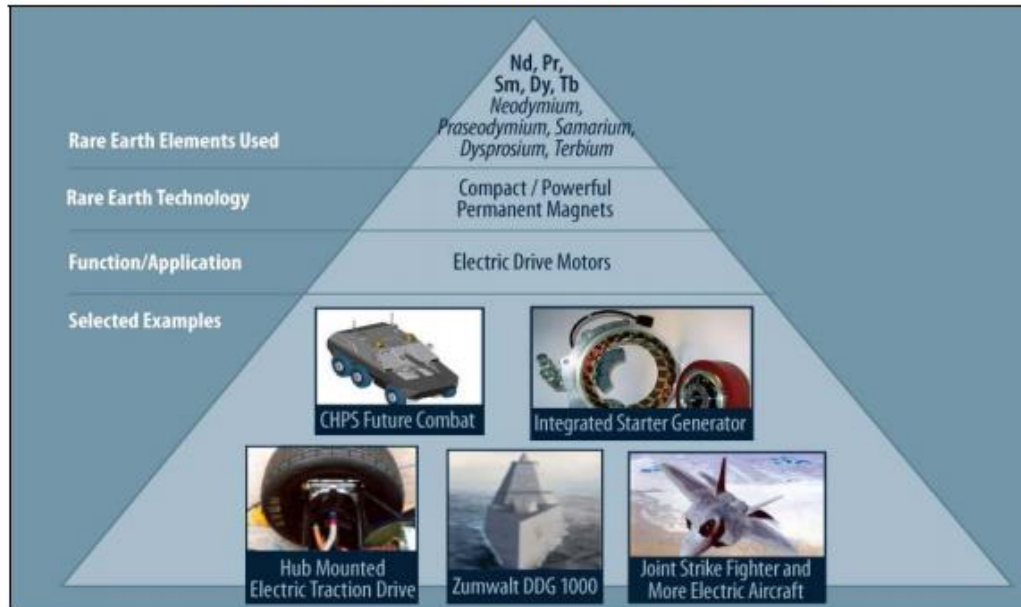 Nd, Pr,
Sm, Dy, Tb
Neodymium,
Praseodymium, Samarium,
Dysprosium, Terbium
Rare Earth Elements Used
Rare Earth Technology
Compact / Powerful
Permanent Magnets
Function/Application
Electric Drive Motors
Selected Examples
CHPS Future Combat
Integrated Starter Generator
Hub Mounted
Electric Traction Drive
Zumwalt DDG 1000
Joint Strike Fighter and
More Electric Aircraft